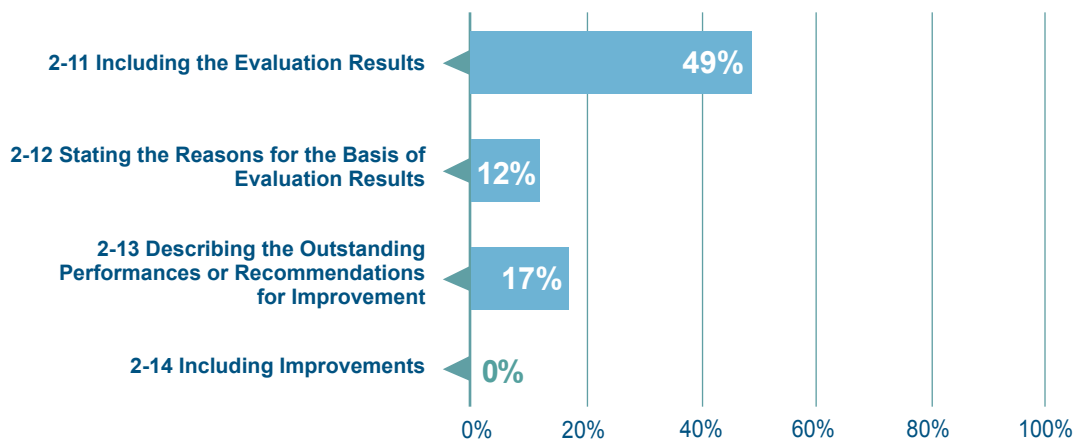 2-11 Including the Evaluation Results
49%
2-12 Stating the Reasons for the Basis of
Evaluation Results
12%
2-13 Describing the Outstanding
Performances or Recommendations
for Improvement
17%
2-14 Including Improvements
0%
0% 20% 40% 60% 80% 100%